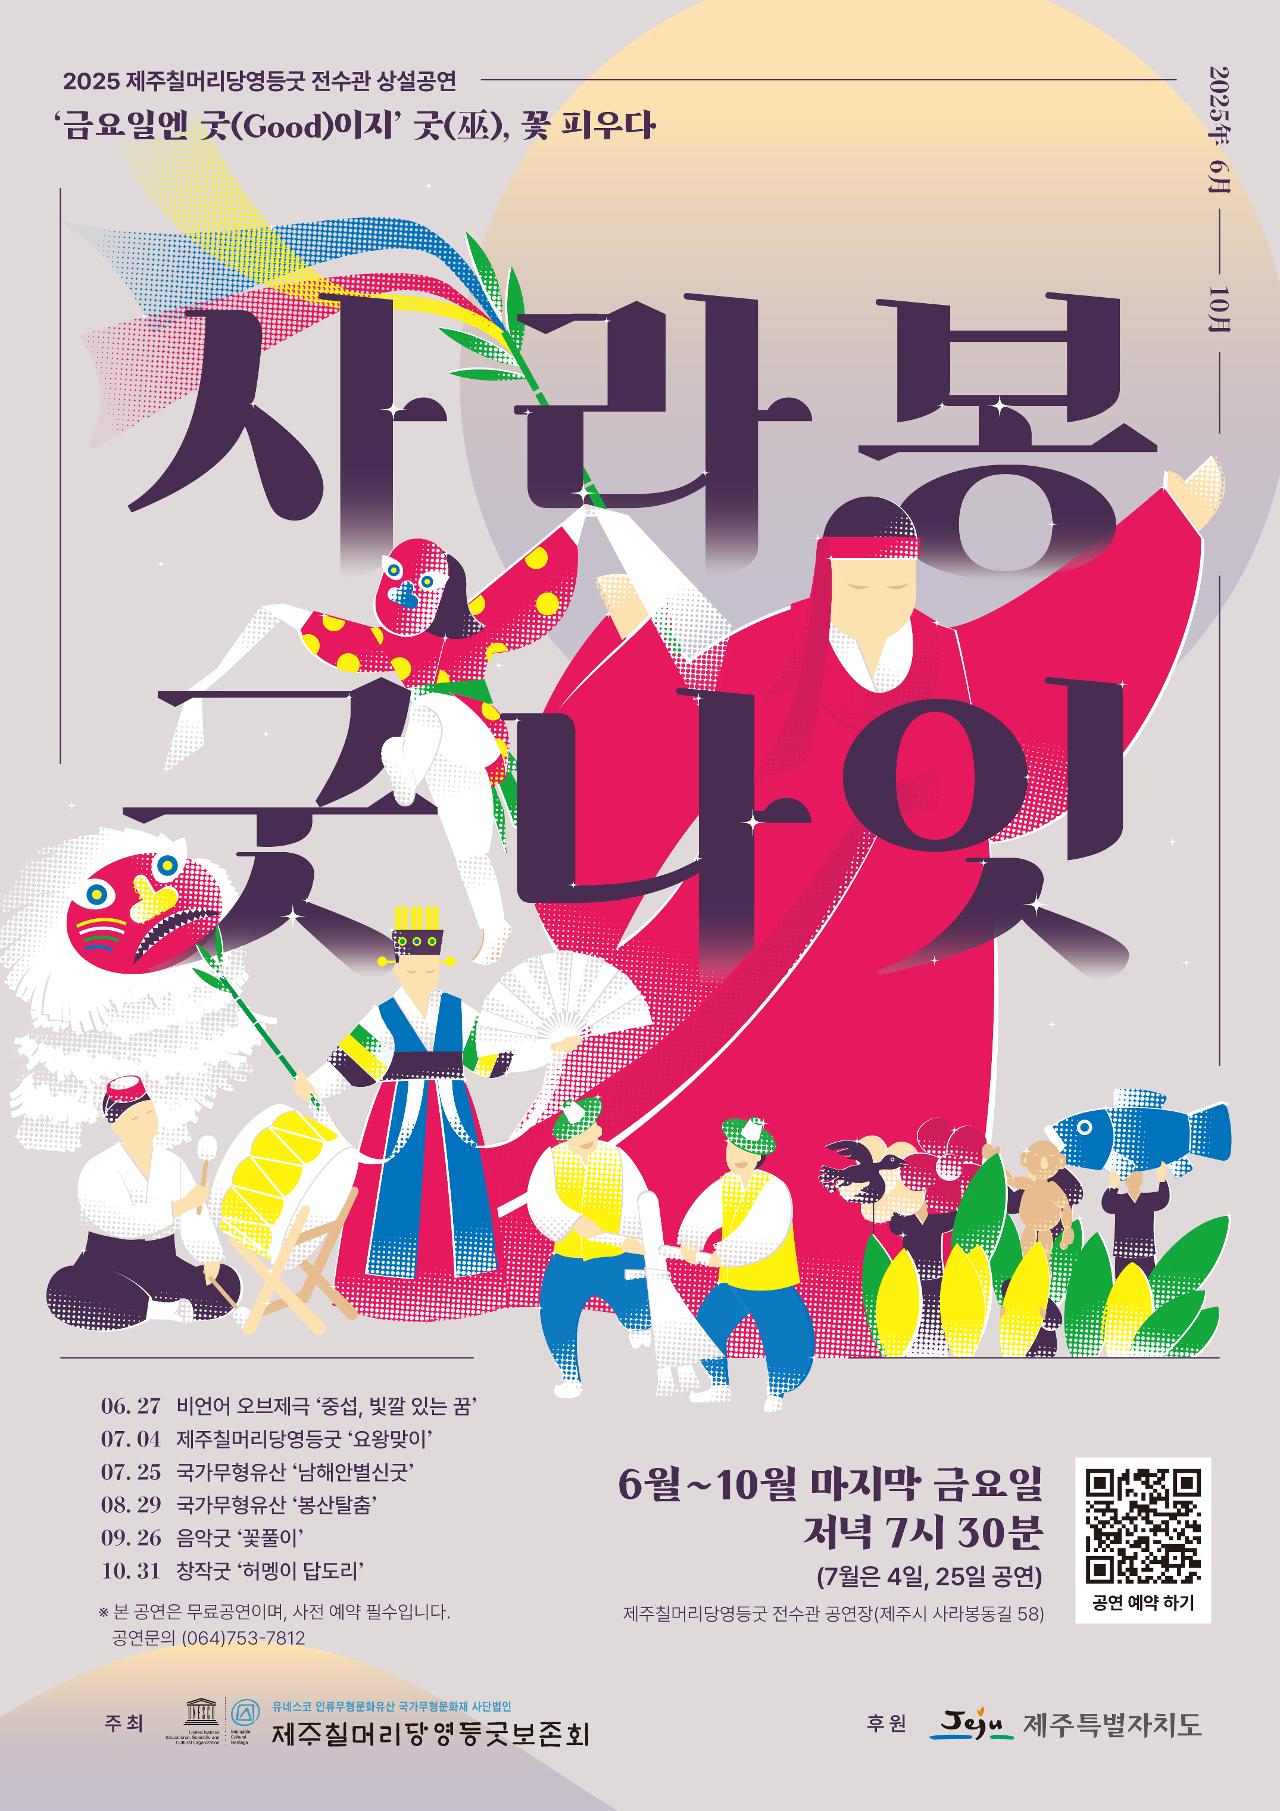 2025 제주칠머리당영등굿 전수관 상설공연
‘금요일엔 굿(Good)이지’ 굿(巫), 꽃 피우다
2025年 6月 10月
사라봉
굿나잇
06. 27 비언어 오브제극 ‘중섭, 빛깔 있는 꿈’
07. 04 제주칠머리당영등굿 ‘요왕맞이’
07. 25 국가무형유산 ‘남해안별신굿’
08. 29 국가무형유산 ‘봉산탈춤’
09. 26 음악굿 ‘꽃풀이’
10. 31 창작굿 ‘허멩이 답도리’
※ 본 공연은 무료공연이며, 사전 예약 필수입니다.
공연문의 (064)753-7812
6월~10월 마지막 금요일
저녁 7시 30분
(7월은 4일, 25일 공연)
제주칠머리당영등굿 전수관 공연장(제주시 사라봉동길 58)
공연 예약 하기
주최
UNESCO
United Nations
Educational, Scientific and
Cultural Organization
Intangible
Cultural
Heritage
유네스코 인류무형문화유산 국가무형문화재 사단법인
제주칠머리당영등굿보존회
후원
Jeju 제주특별자치도